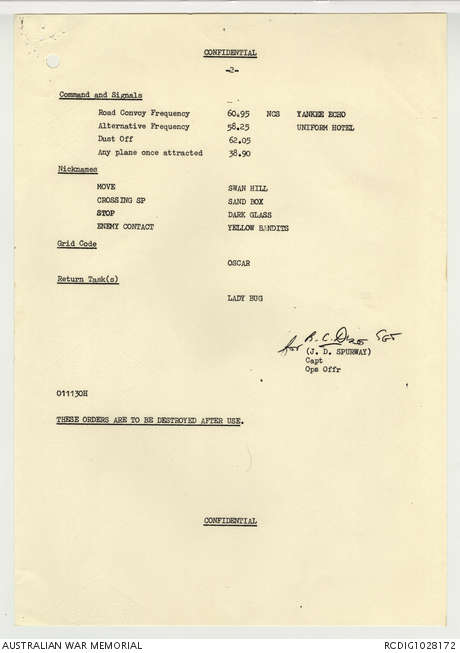 CONFIDENTIAL
-2-
Command and Signals
Road Convoy Frequency 60.95 NCS YANKEE ECHO
Alternative Frequency 58.25 UNIFORM HOTEL
Dust Off 62.05
Any plane once attracted 38.90
Nicknames
MOVE SWAN HILL
CROSSING SP SAND BOX
STOP DARK GLASS
ENEMY CONTACT YELLOW BANDITS
Grid Code
OSCAR
Return Task(s)
LADY BUG
for R. C. Sgt
(J. D. SPURWAY)
Capt
Ops Offr
011130H
THESE ORDERS ARE TO BE DESTROYED AFTER USE.
CONFIDENTIAL
AUSTRALIAN WAR MEMORIAL RCDIG1028172